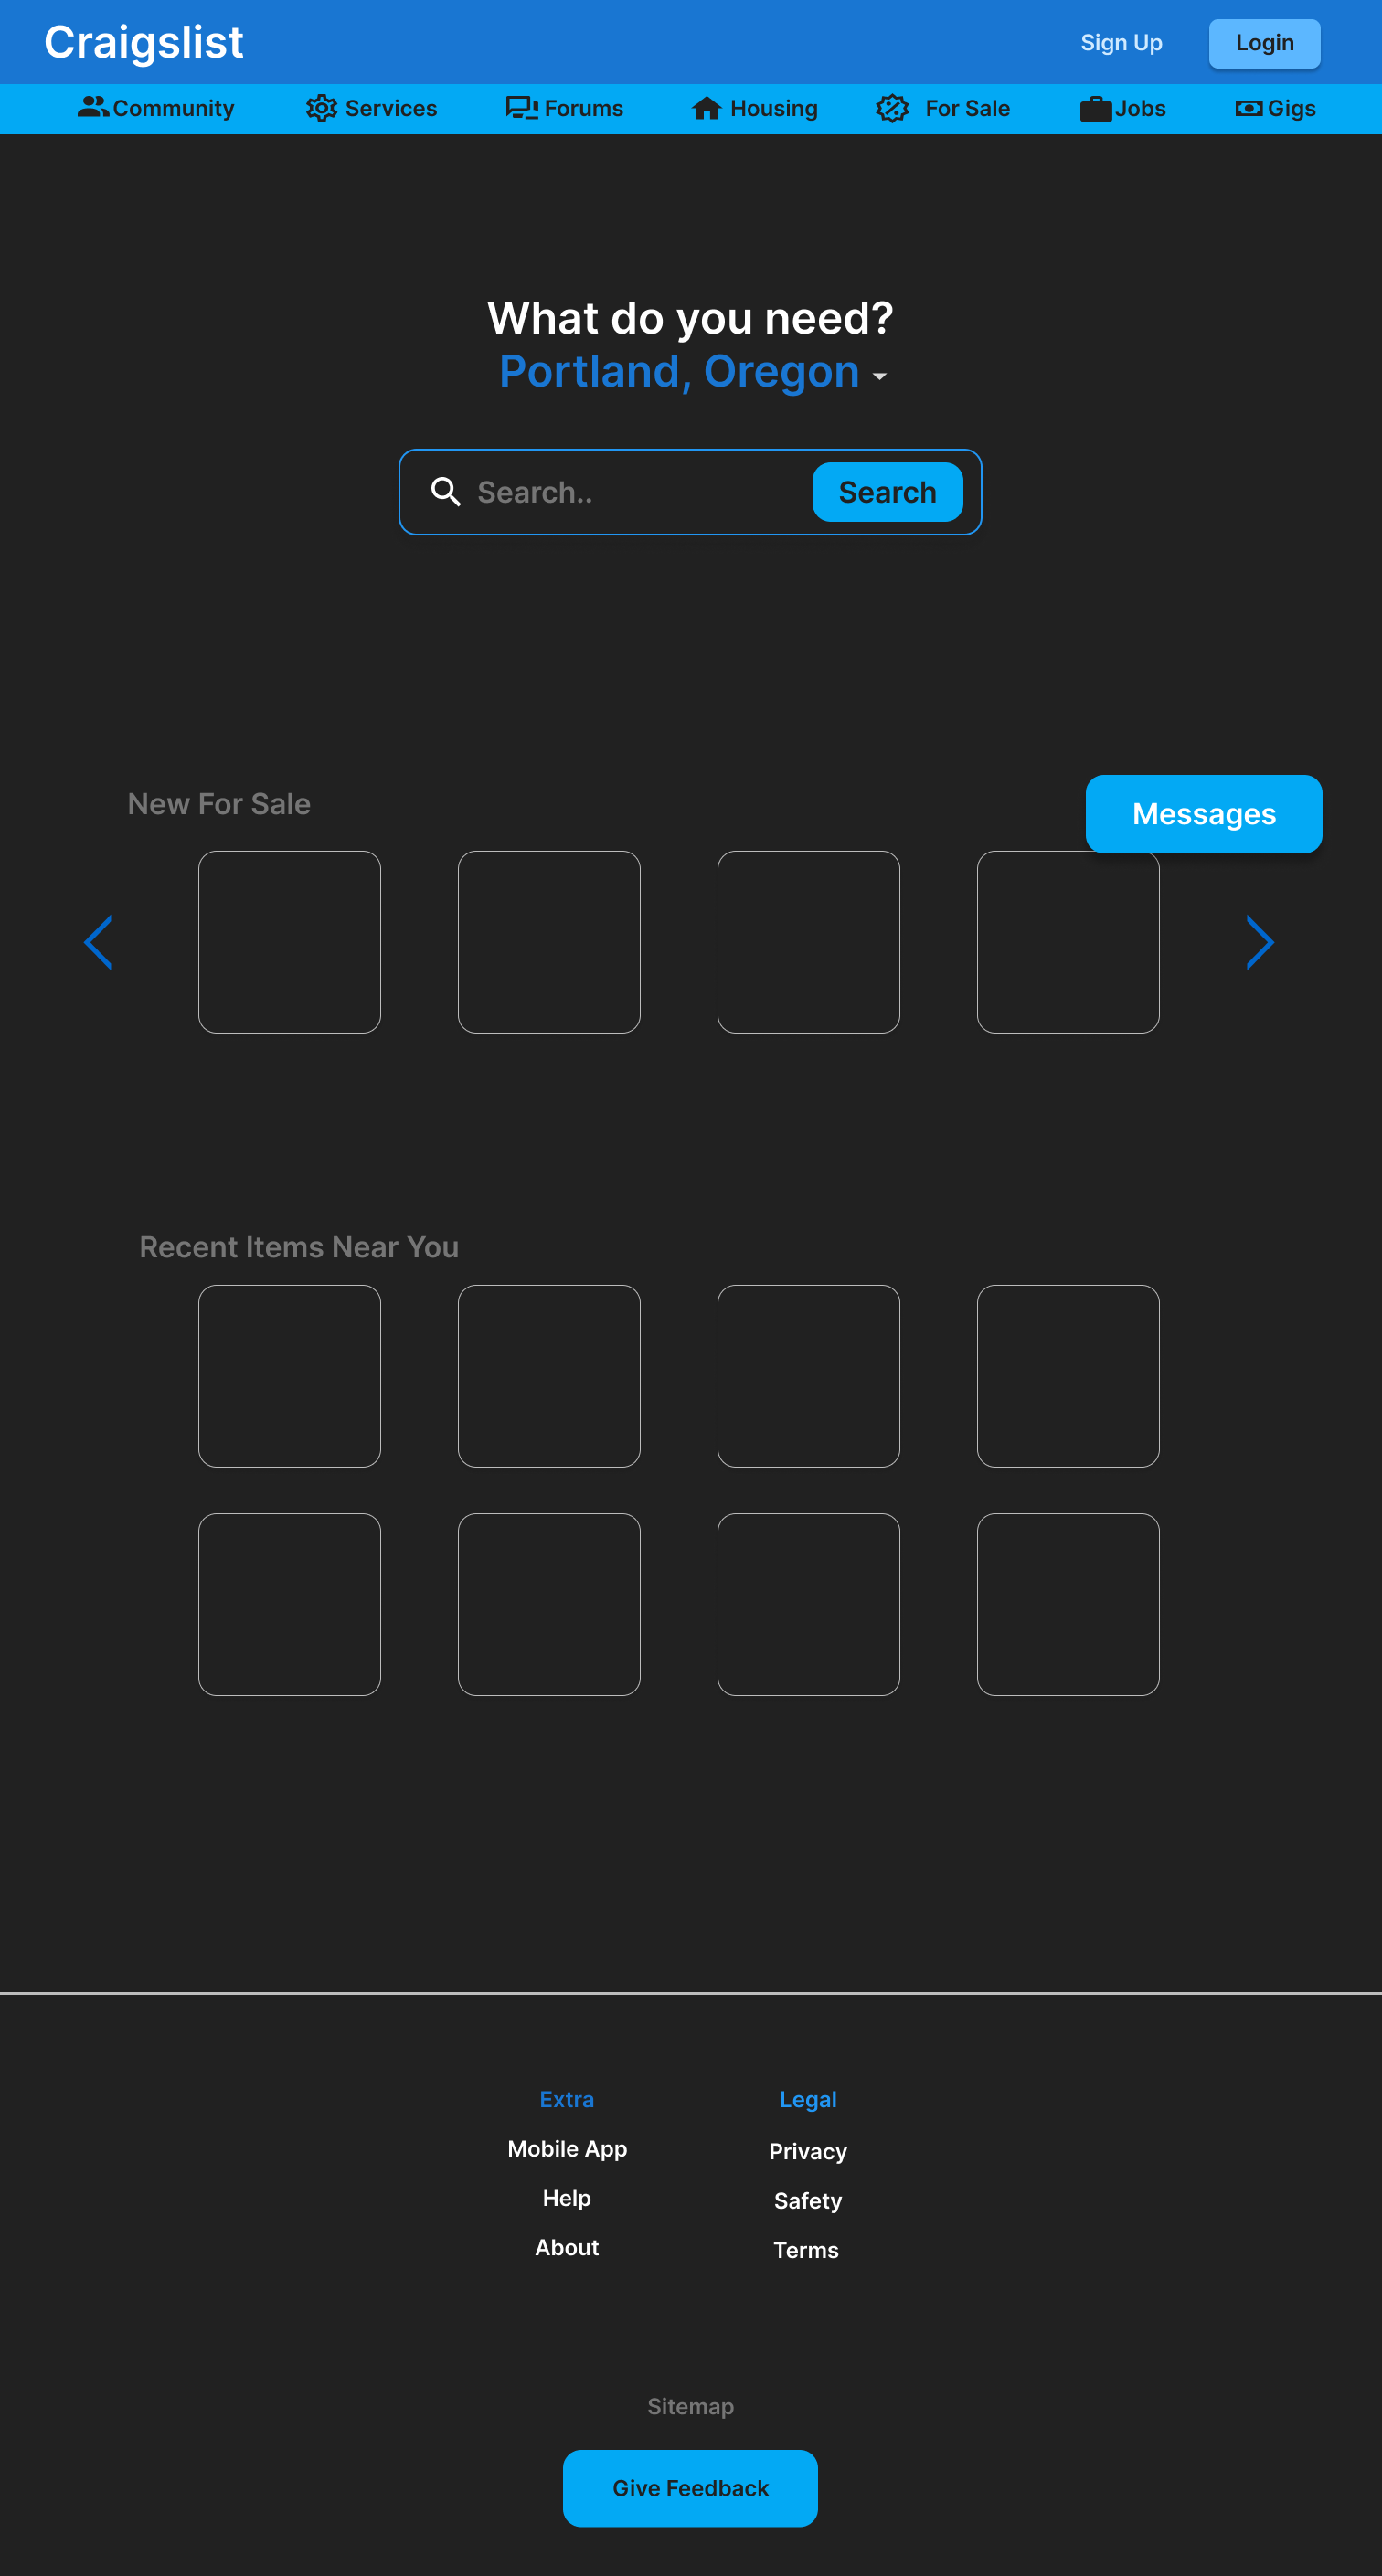 Craigslist
Sign Up
Login
Community
Services
Forums
Housing
For Sale
Jobs
Gigs
What do you need?
Portland, Oregon
Search..
Search
New For Sale
Messages
Recent Items Near You
Extra
Mobile App
Help
About
Legal
Privacy
Safety
Terms
Sitemap
Give Feedback